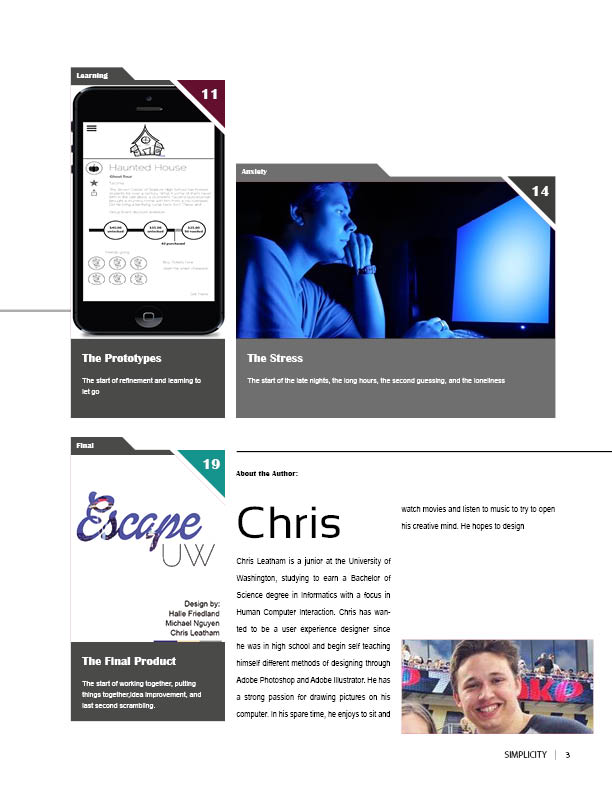 Learning
11
Haunted House
Ghost Tour
The Prototypes
The start of refinement and learning to
let go
Anxiety
14
The Stress
The start of the late nights, the long hours, the second guessing, and the loneliness
Final
19
Escape
UW
Design by:
Halle Friedland
Michael Nguyen
Chris Leatham
The Final Product
The start of working together, putting
things together,idea improvement, and
last second scrambling.
About the Author:
Chris
Chris Leatham is a junior at the University of
Washington, studying to earn a Bachelor of
Science degree in Informatics with a focus in
Human Computer Interaction. Chris has wan-
ted to be a user experience designer since
he was in high school and begin self teaching
himself different methods of designing through
Adobe Photoshop and Adobe Illustrator. He has
a strong passion for drawing pictures on his
computer. In his spare time, he enjoys to sit and
watch movies and listen to music to try to open
his creative mind. He hopes to design
SIMPLICITY | 3